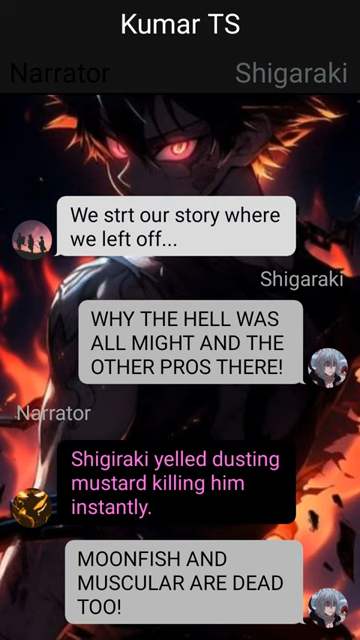 Kumar TS
Narrator
Shigaraki
We strt our story where
we left off...
Shigaraki
WHY THE HELL WAS
ALL MIGHT AND THE
OTHER PROS THERE!
Narrator
Shigiraki yelled dusting
mustard killing him
instantly.
MOONFISH AND
MUSCULAR ARE DEAD
TOO!